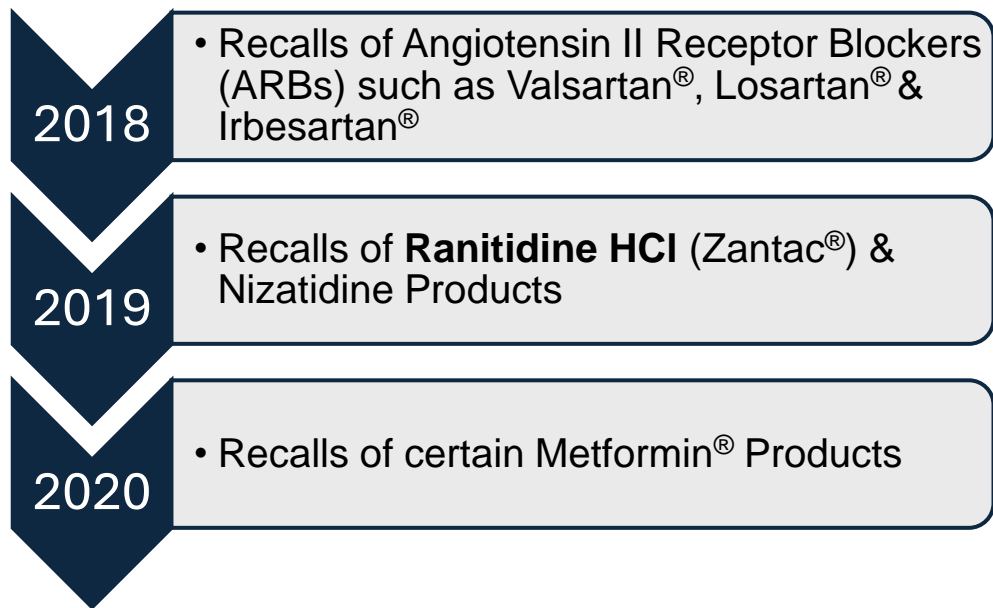 2018
• Recalls of Angiotensin II Receptor Blockers
(ARBs) such as Valsartan®, Losartan® &
Irbesartan®
2019
• Recalls of Ranitidine HCl (Zantac®) &
Nizatidine Products
2020
• Recalls of certain Metformin® Products